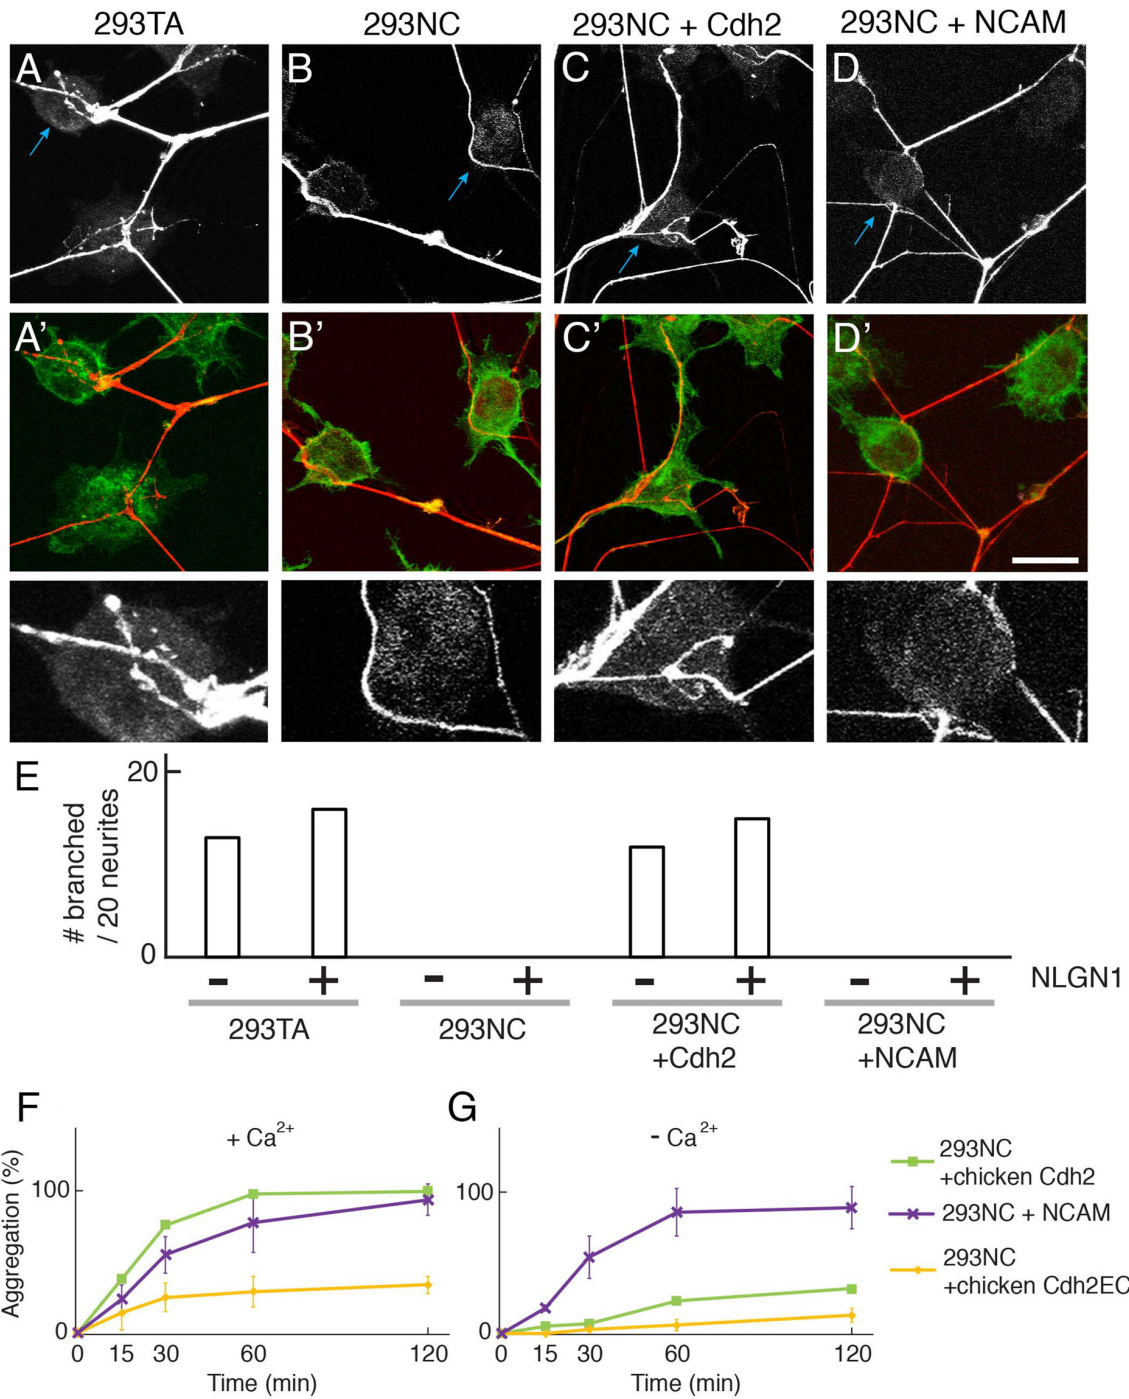 293TA 293NC 293NC + Cdh2 293NC + NCAM
A B C D
A' B' C' D'
E
# branched
/ 20 neurites
20
0
- + - + - + - + NLGN1
293TA 293NC 293NC 293NC
+Cdh2 +NCAM
F G
+ Ca2+ - Ca2+
Aggregation (%)
100 100
0 0
0 15 30 60 120 0 15 30 60 120
Time (min) Time (min)
293NC
+chicken Cdh2
293NC + NCAM
293NC
+chicken Cdh2EC